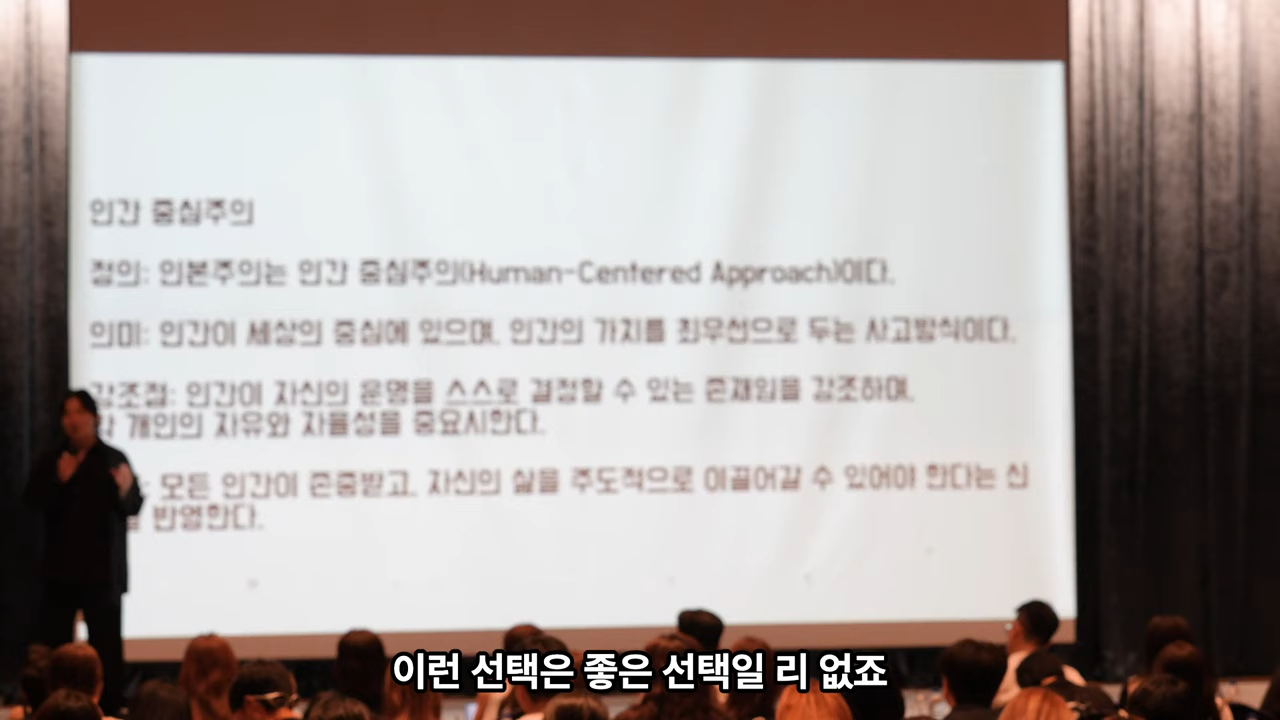 인간 중심주의
정의: 인본주의는 인간 중심주의(Human-Centered Approach)이다.
의미: 인간이 세상의 중심에 있으며, 인간의 가치를 최우선으로 두는 사고방식이다.
강조점: 인간이 자신의 운명을 스스로 결정할 수 있는 존재임을 강조하며,
각 개인의 자유와 자율성을 중요시한다.
: 모든 인간이 존중받고, 자신의 삶을 주도적으로 이끌어갈 수 있어야 한다는 신
반영한다.
이런 선택은 좋은 선택일 리 없죠